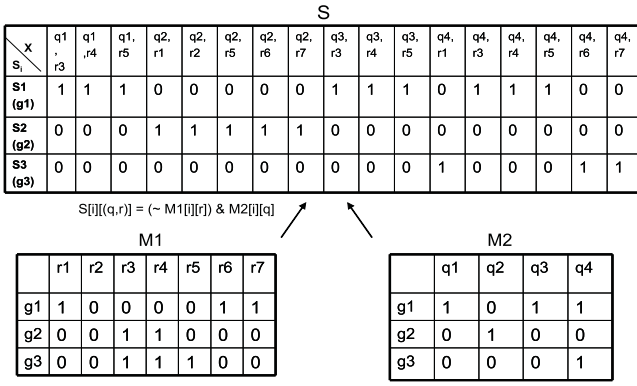 S
X
Si
q1, r3 q1,r4 q1, r5 q2, r1 q2, r2 q2, r5 q2, r6 q2, r7 q3, r3 q3, r4 q3, r5 q4, r1 q4, r3 q4, r4 q4, r5 q4, r6 q4, r7
S1 (g1) 1 1 1 0 0 0 0 0 1 1 1 0 1 1 1 0 0
S2 (g2) 0 0 0 1 1 1 1 1 0 0 0 0 0 0 0 0 0
S3 (g3) 0 0 0 0 0 0 0 0 0 0 0 1 0 0 0 1 1
S[i][(q,r)] = (~ M1[i][r]) & M2[i][q]
M1
r1 r2 r3 r4 r5 r6 r7
g1 1 0 0 0 0 1 1
g2 0 0 1 1 0 0 0
g3 0 0 1 1 1 0 0
M2
q1 q2 q3 q4
g1 1 0 1 1
g2 0 1 0 0
g3 0 0 0 1